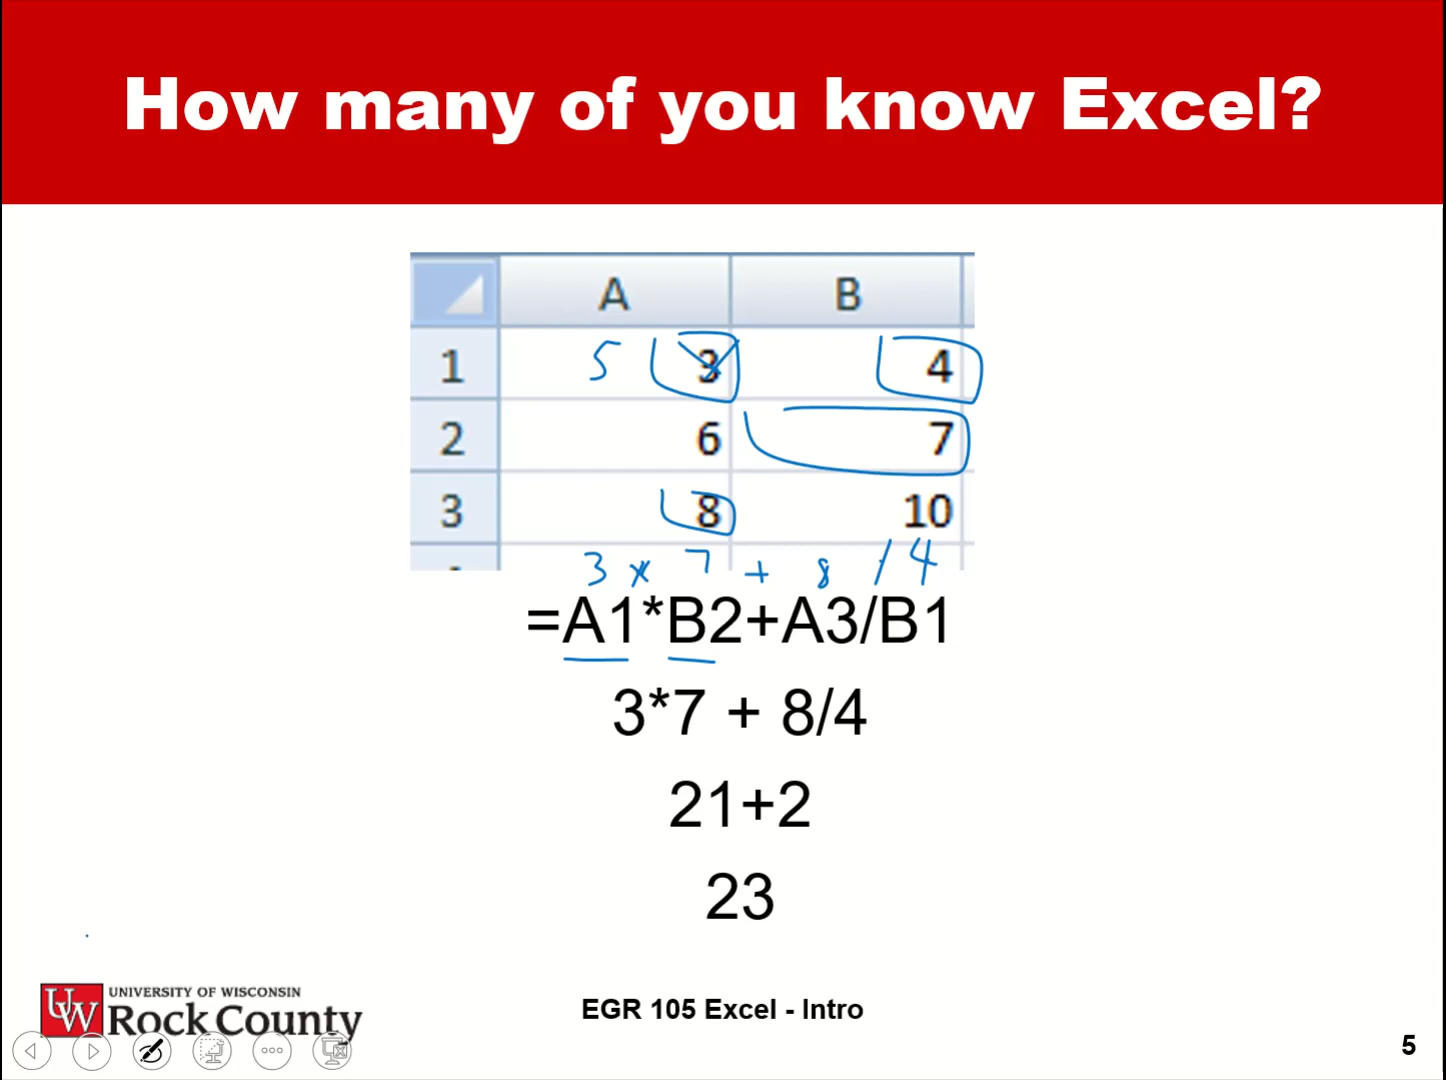 How many of you know Excel?
A B
1 5 3 4
2 6 7
3 8 10
3 * 7 + 8 / 4
=A1*B2+A3/B1
3*7 + 8/4
21+2
23
UW UNIVERSITY OF WISCONSIN
Rock County
EGR 105 Excel - Intro
5